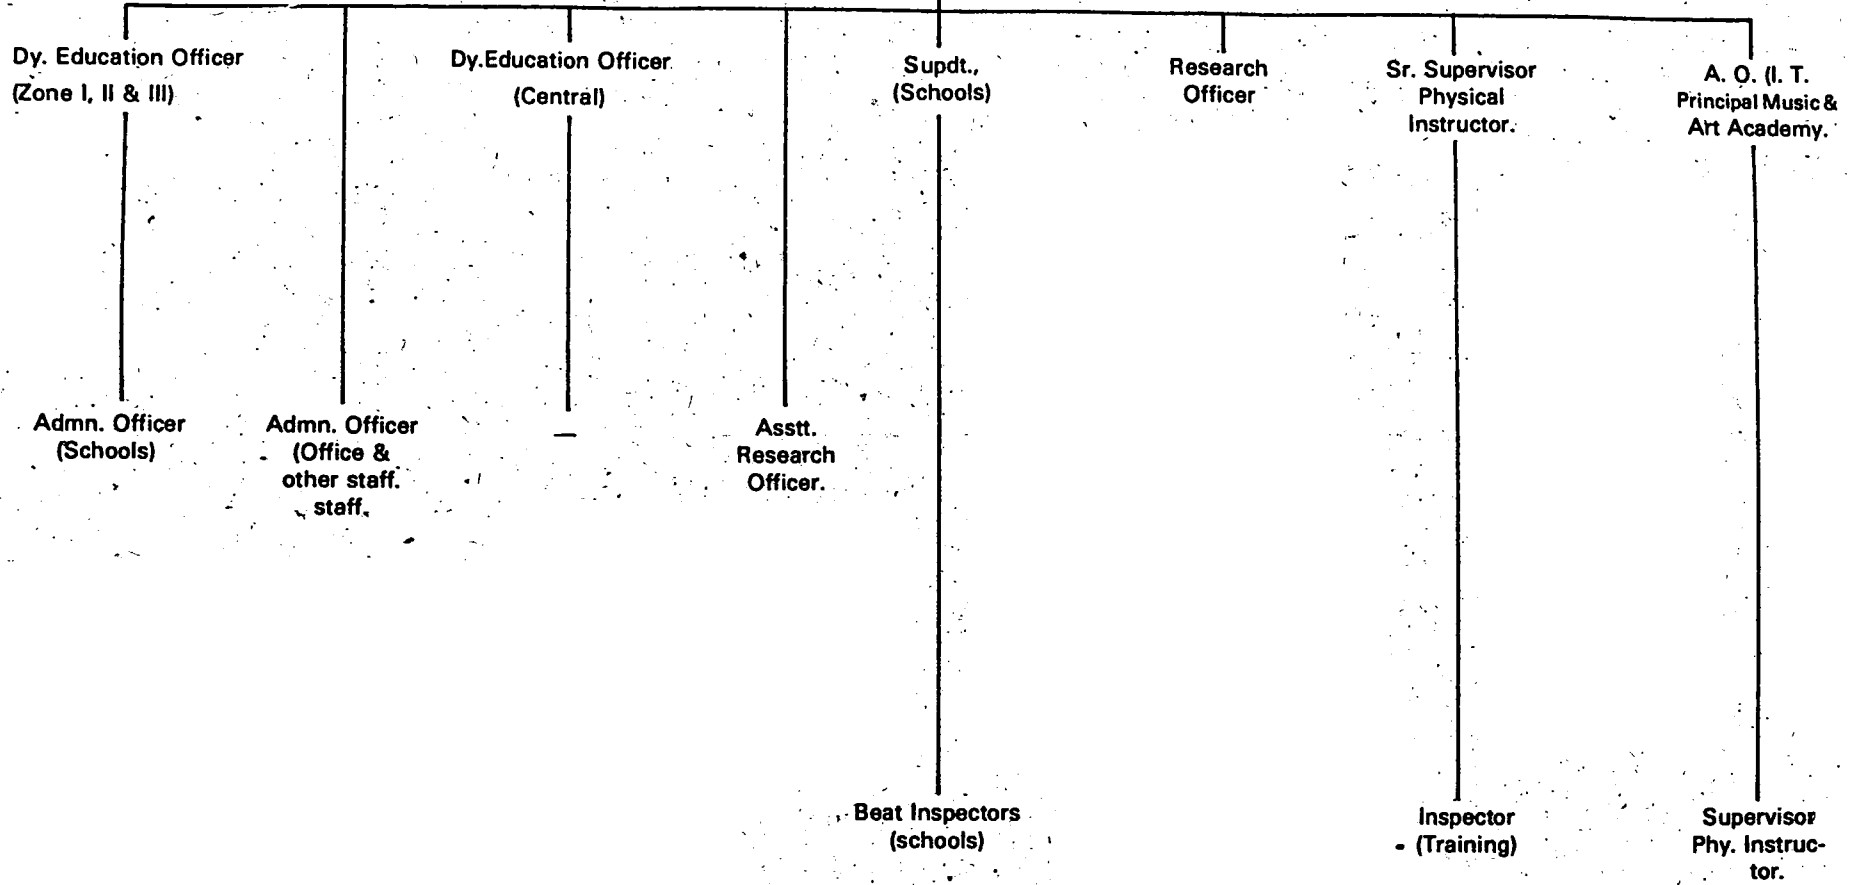 Dy. Education Officer
(Zone I, II & III)
Dy.Education Officer
(Central)
Supdt.,
(Schools)
Research
Officer
Sr. Supervisor
Physical
Instructor.
A. O. (I. T.
Principal Music &
Art Academy.
Admn. Officer
(Schools)
Admn. Officer
(Office &
other staff.
staff.
—
Asstt.
Research
Officer.
Beat Inspectors
(schools)
Inspector
(Training)
Supervisor
Phy. Instruc-
tor.